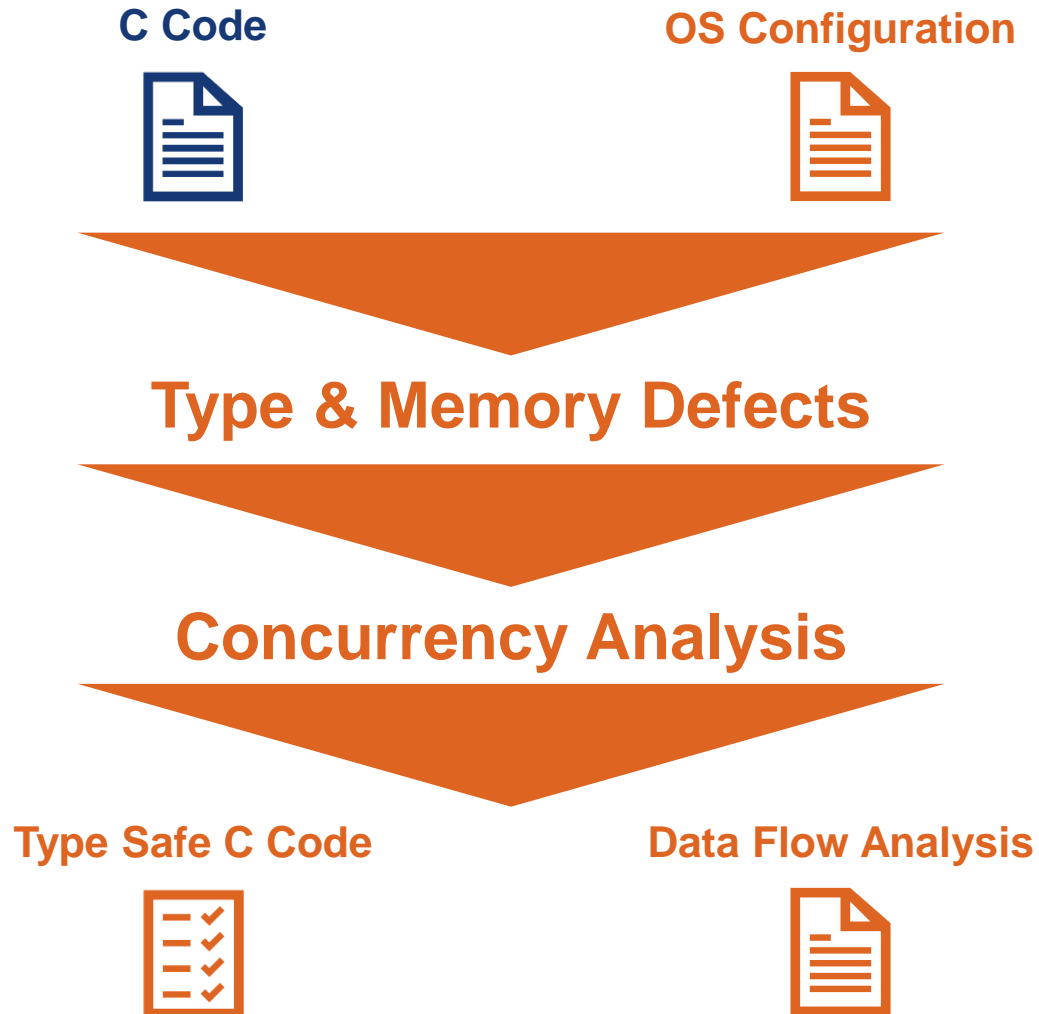 C Code
OS Configuration
Type & Memory Defects
Concurrency Analysis
Type Safe C Code
Data Flow Analysis